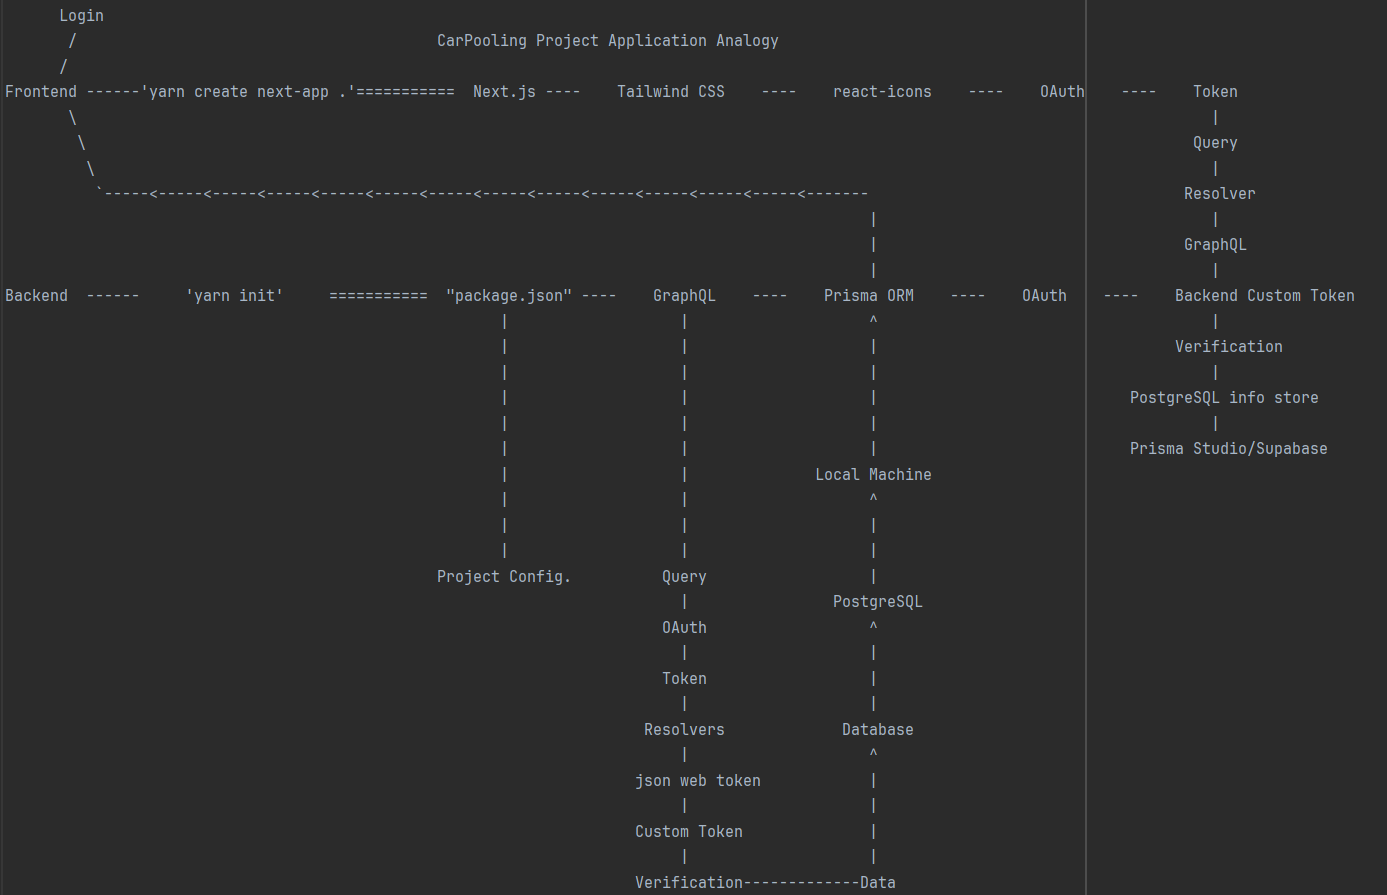 Login
/ CarPooling Project Application Analogy
/
Frontend ------'yarn create next-app .'=========== Next.js ---- Tailwind CSS ---- react-icons ---- OAuth ---- Token
\ |
\ Query
\ |
`-----<-----<-----<-----<-----<-----<-----<-----<-----<-----<-----<-----<-----<------- Resolver
| |
| GraphQL
| |
Backend ------ 'yarn init' =========== "package.json" ---- GraphQL ---- Prisma ORM ---- OAuth ---- Backend Custom Token
| | ^ |
| | | Verification
| | | |
| | | PostgreSQL info store
| | | |
| | | Prisma Studio/Supabase
| | Local Machine
| | ^
| | |
| | |
Project Config. Query |
| PostgreSQL
OAuth ^
| |
Token |
| |
Resolvers Database
| ^
json web token |
| |
Custom Token |
| |
Verification-------------Data